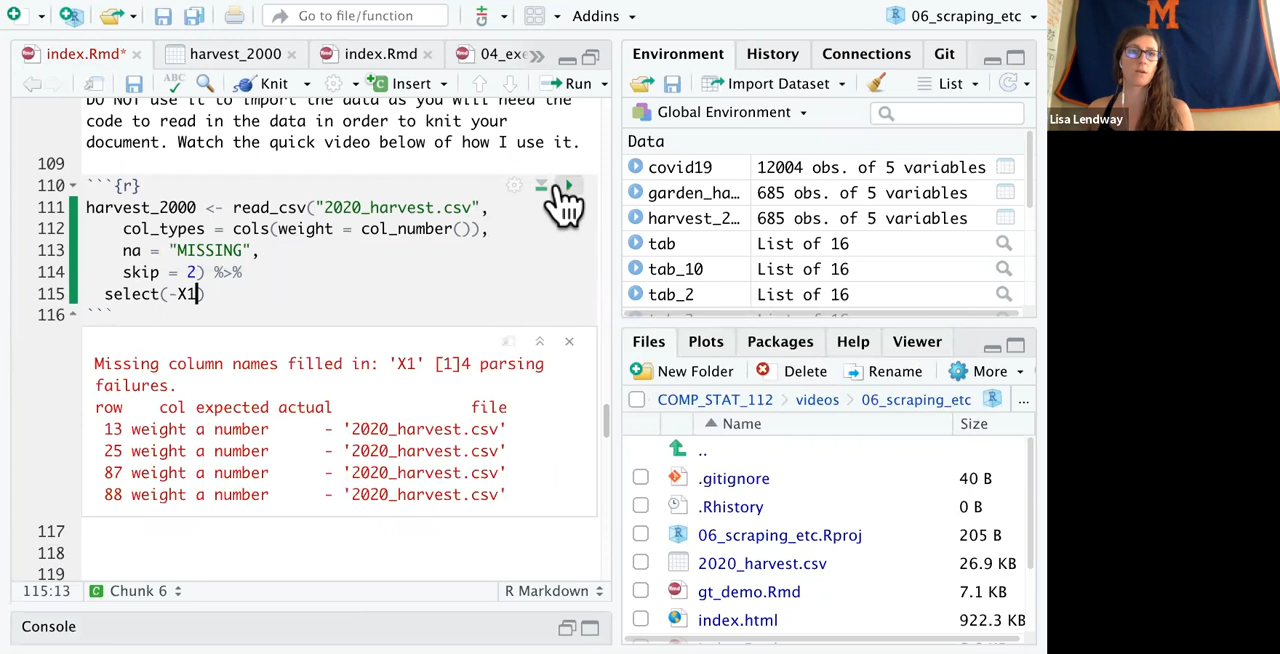 Go to file/function
Addins
06_scraping_etc
index.Rmd*
harvest_2000
index.Rmd
04_exe
ABC
Knit
Insert
Run
DO NOT use it to import the data as you will need the
code to read in the data in order to knit your
document. Watch the quick video below of how I use it.
109
110 ```{r}
111 harvest_2000 <- read_csv("2020_harvest.csv",
112 col_types = cols(weight = col_number()),
113 na = "MISSING",
114 skip = 2) %>%
115 select(-X1)
116 ```
Missing column names filled in: 'X1' [1]4 parsing
failures.
row col expected actual file
13 weight a number - '2020_harvest.csv'
25 weight a number - '2020_harvest.csv'
87 weight a number - '2020_harvest.csv'
88 weight a number - '2020_harvest.csv'
117
118
119
115:13 Chunk 6 R Markdown
Console
Environment History Connections Git
Import Dataset List
Global Environment
Data
covid19 12004 obs. of 5 variables
garden_ha… 685 obs. of 5 variables
harvest_2… 685 obs. of 5 variables
tab List of 16
tab_10 List of 16
tab_2 List of 16
Files Plots Packages Help Viewer
New Folder Delete Rename More
COMP_STAT_112 videos 06_scraping_etc ...
Name Size
..
.gitignore 40 B
.Rhistory 0 B
06_scraping_etc.Rproj 205 B
2020_harvest.csv 26.9 KB
gt_demo.Rmd 7.1 KB
index.html 922.3 KB
M
Lisa Lendway